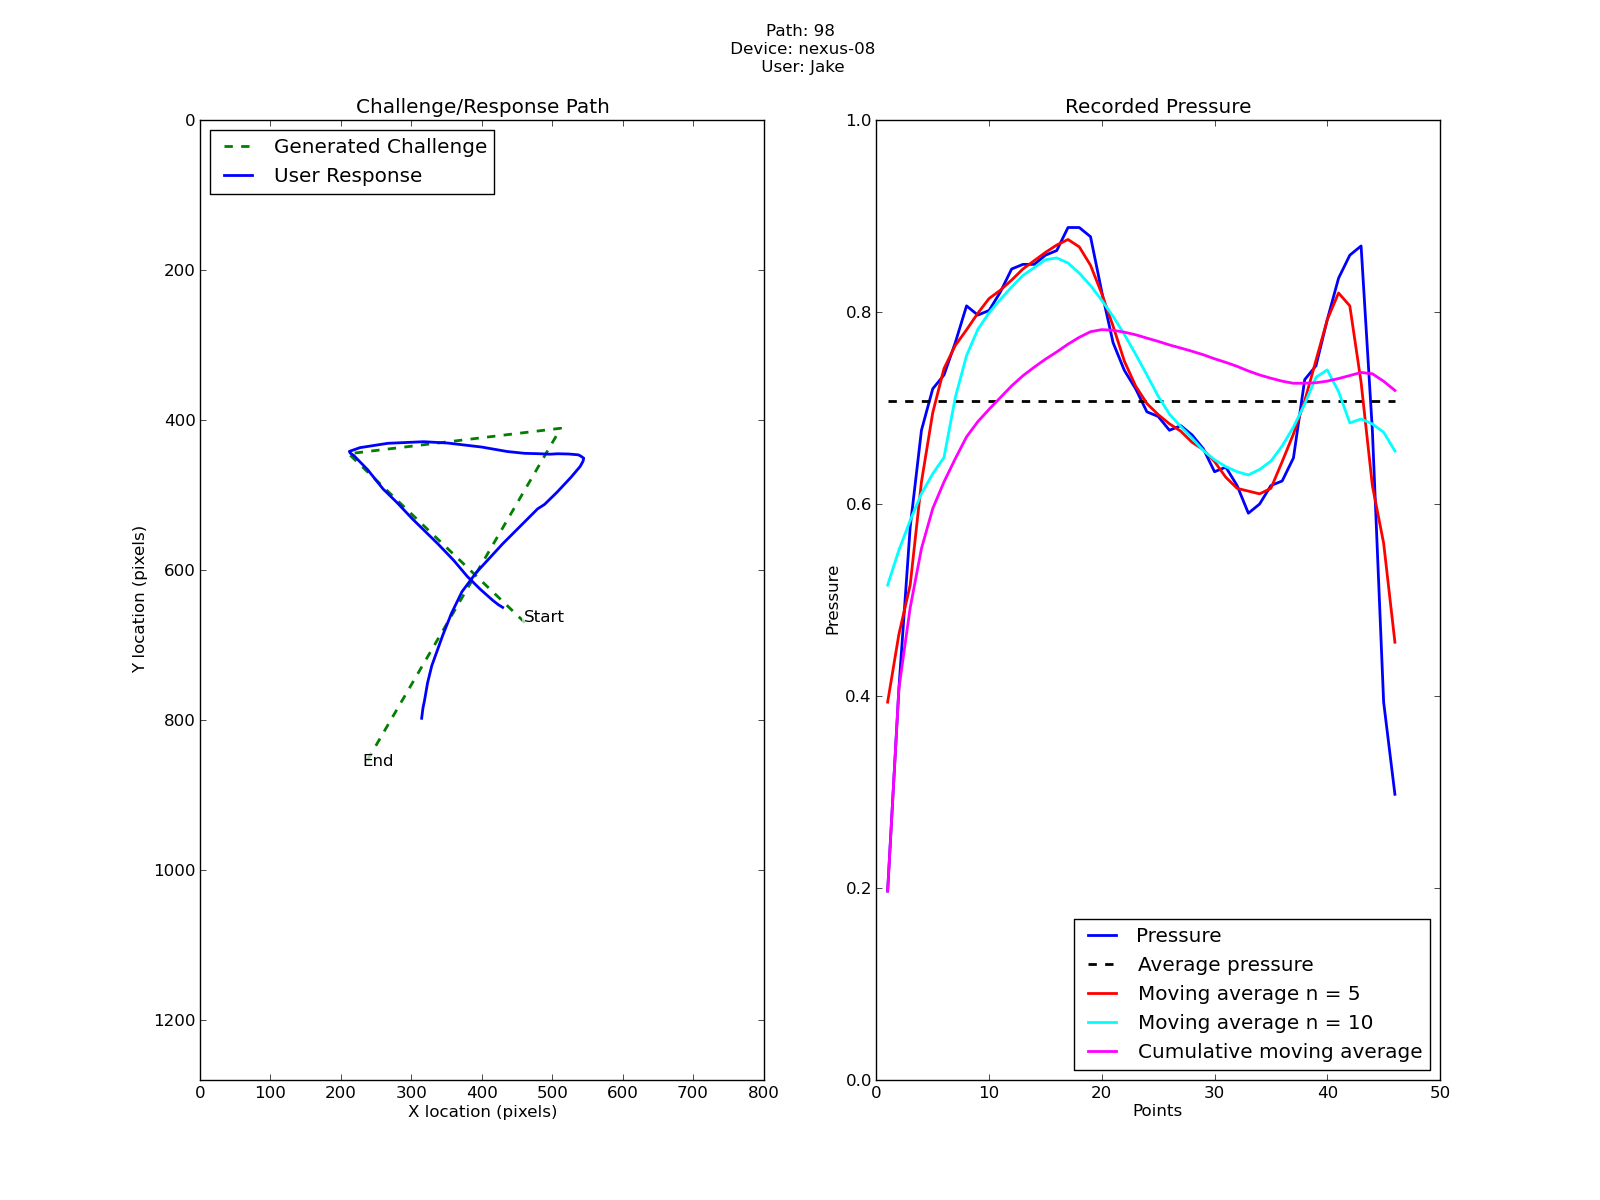 Path: 98
Device: nexus-08
User: Jake
Challenge/Response Path
Generated Challenge
User Response
0
200
400
600
800
1000
1200
Y location (pixels)
Start
End
0 100 200 300 400 500 600 700 800
X location (pixels)
Recorded Pressure
1.0
0.8
0.6
0.4
0.2
0.0
Pressure
Pressure
Average pressure
Moving average n = 5
Moving average n = 10
Cumulative moving average
0 10 20 30 40 50
Points